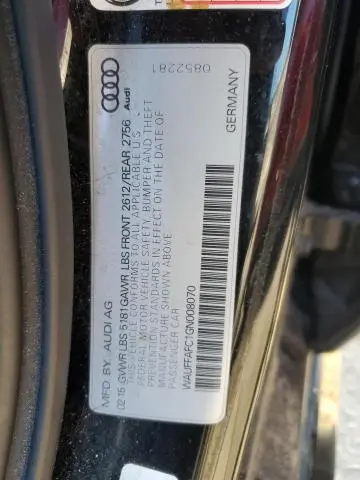 MFD. BY AUDI AG
02.15 GVWR LBS 5181 GAWR LBS FRONT 2612/REAR 2756
THIS VEHICLE CONFORMS TO ALL APPLICABLE U.S.
FEDERAL MOTOR VEHICLE SAFETY, BUMPER AND THEFT
PREVENTION STANDARDS IN EFFECT ON THE DATE OF
MANUFACTURE SHOWN ABOVE.
PASSENGER CAR
WAUFFAFC1GN008070
GERMANY
Audi
0852281